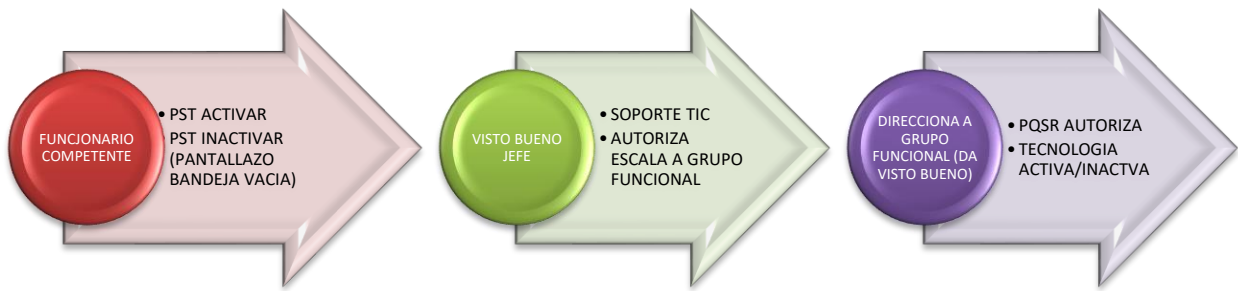 FUNCJONARIO
COMPETENTE
• PST ACTIVAR
• PST INACTIVAR
(PANTALLAZO
BANDEJA VACIA)
VISTO BUENO
JEFE
• SOPORTE TIC
• AUTORIZA
ESCALA A GRUPO
FUNCIONAL
DIRECCIONA A
GRUPO
FUNCIONAL (DA
VISTO BUENO)
• PQSR AUTORIZA
• TECNOLOGIA
ACTIVA/INACTVA